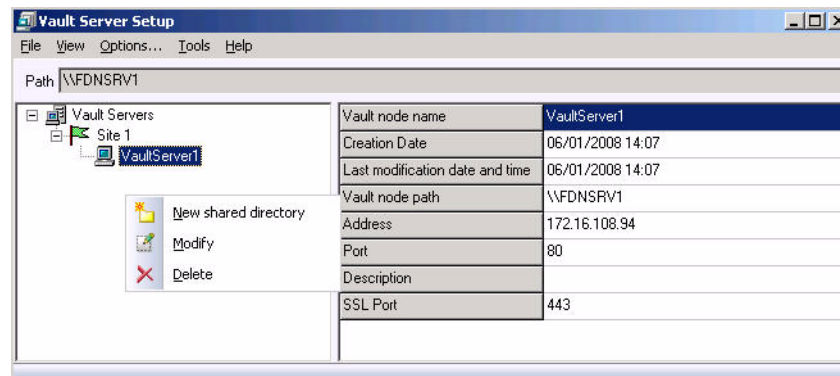 Vault Server Setup
File View Options... Tools Help
Path \\FDNSRV1
Vault Servers
Site 1
VaultServer1
New shared directory
Modify
Delete
Vault node name VaultServer1
Creation Date 06/01/2008 14:07
Last modification date and time 06/01/2008 14:07
Vault node path \\FDNSRV1
Address 172.16.108.94
Port 80
Description
SSL Port 443